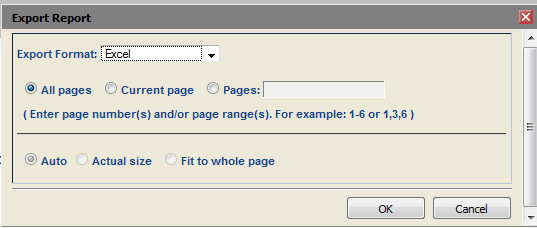 Export Report
Export Format: Excel
All pages Current page Pages:
( Enter page number(s) and/or page range(s). For example: 1-6 or 1,3,6 )
Auto Actual size Fit to whole page
OK Cancel